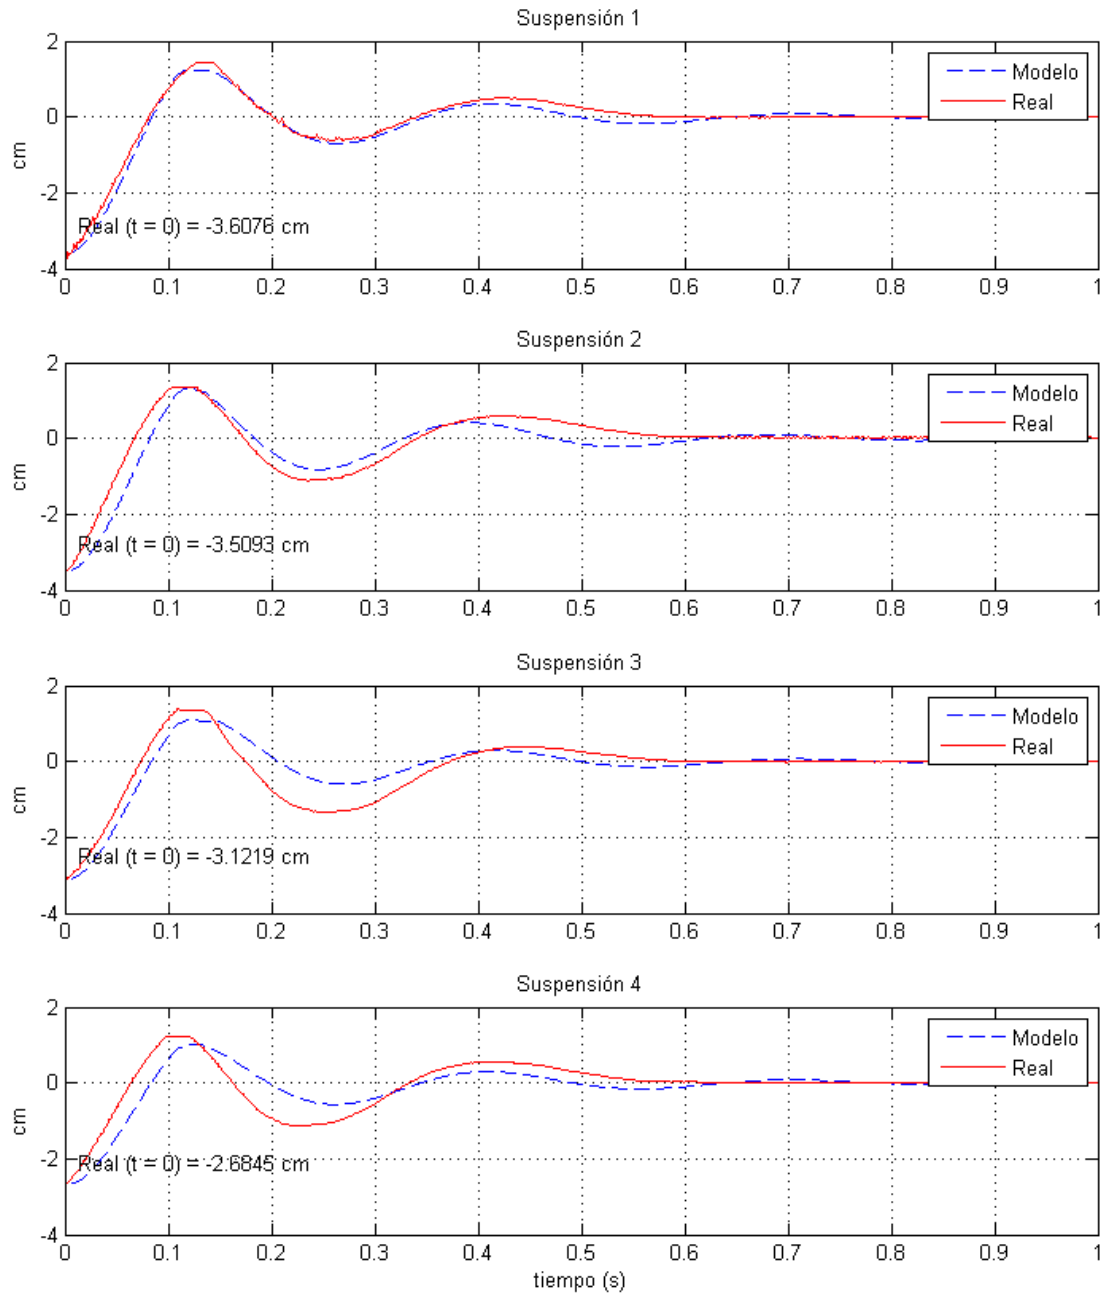 Suspensión 1
2
0
-2
-4
cm
Modelo
Real
Real (t = 0) = -3.6076 cm
0 0.1 0.2 0.3 0.4 0.5 0.6 0.7 0.8 0.9 1
Suspensión 2
2
0
-2
-4
cm
Modelo
Real
Real (t = 0) = -3.5093 cm
0 0.1 0.2 0.3 0.4 0.5 0.6 0.7 0.8 0.9 1
Suspensión 3
2
0
-2
-4
cm
Modelo
Real
Real (t = 0) = -3.1219 cm
0 0.1 0.2 0.3 0.4 0.5 0.6 0.7 0.8 0.9 1
Suspensión 4
2
0
-2
-4
cm
Modelo
Real
Real (t = 0) = -2.6845 cm
0 0.1 0.2 0.3 0.4 0.5 0.6 0.7 0.8 0.9 1
tiempo (s)